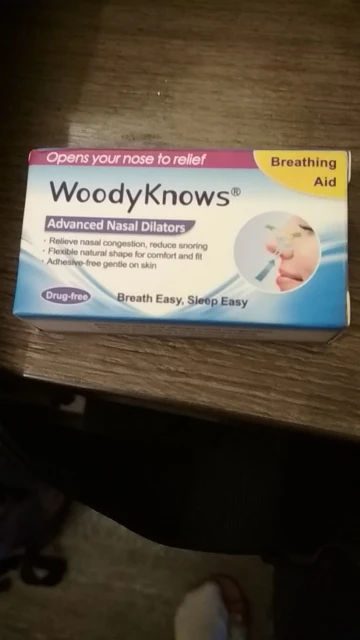 Opens your nose to relief
Breathing
Aid
WoodyKnows®
Advanced Nasal Dilators
· Relieve nasal congestion, reduce snoring
· Flexible natural shape for comfort and fit
· Adhesive-free gentle on skin
Drug-free
Breath Easy, Sleep Easy